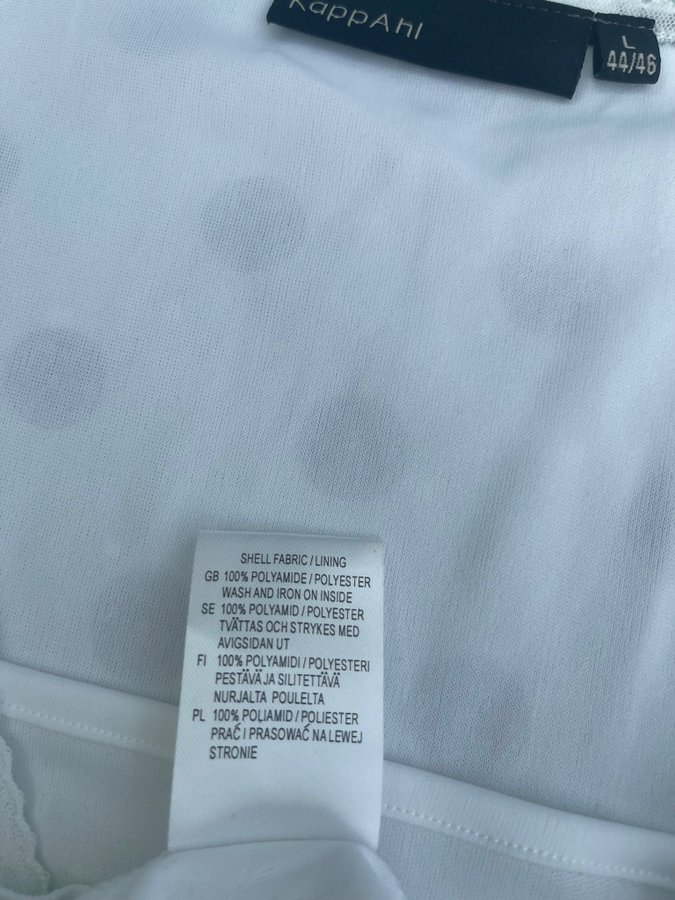 KappAhl
L
44/46
SHELL FABRIC / LINING
GB 100% POLYAMIDE / POLYESTER
WASH AND IRON ON INSIDE
SE 100% POLYAMID / POLYESTER
TVÄTTAS OCH STRYKES MED
AVIGSIDAN UT
FI 100% POLYAMIDI / POLYESTERI
PESTÄVÄ JA SILITETTÄVÄ
NURJALTA POULELTA
PL 100% POLIAMID / POLIESTER
PRAĆ I PRASOWAĆ NA LEWEJ
STRONIE